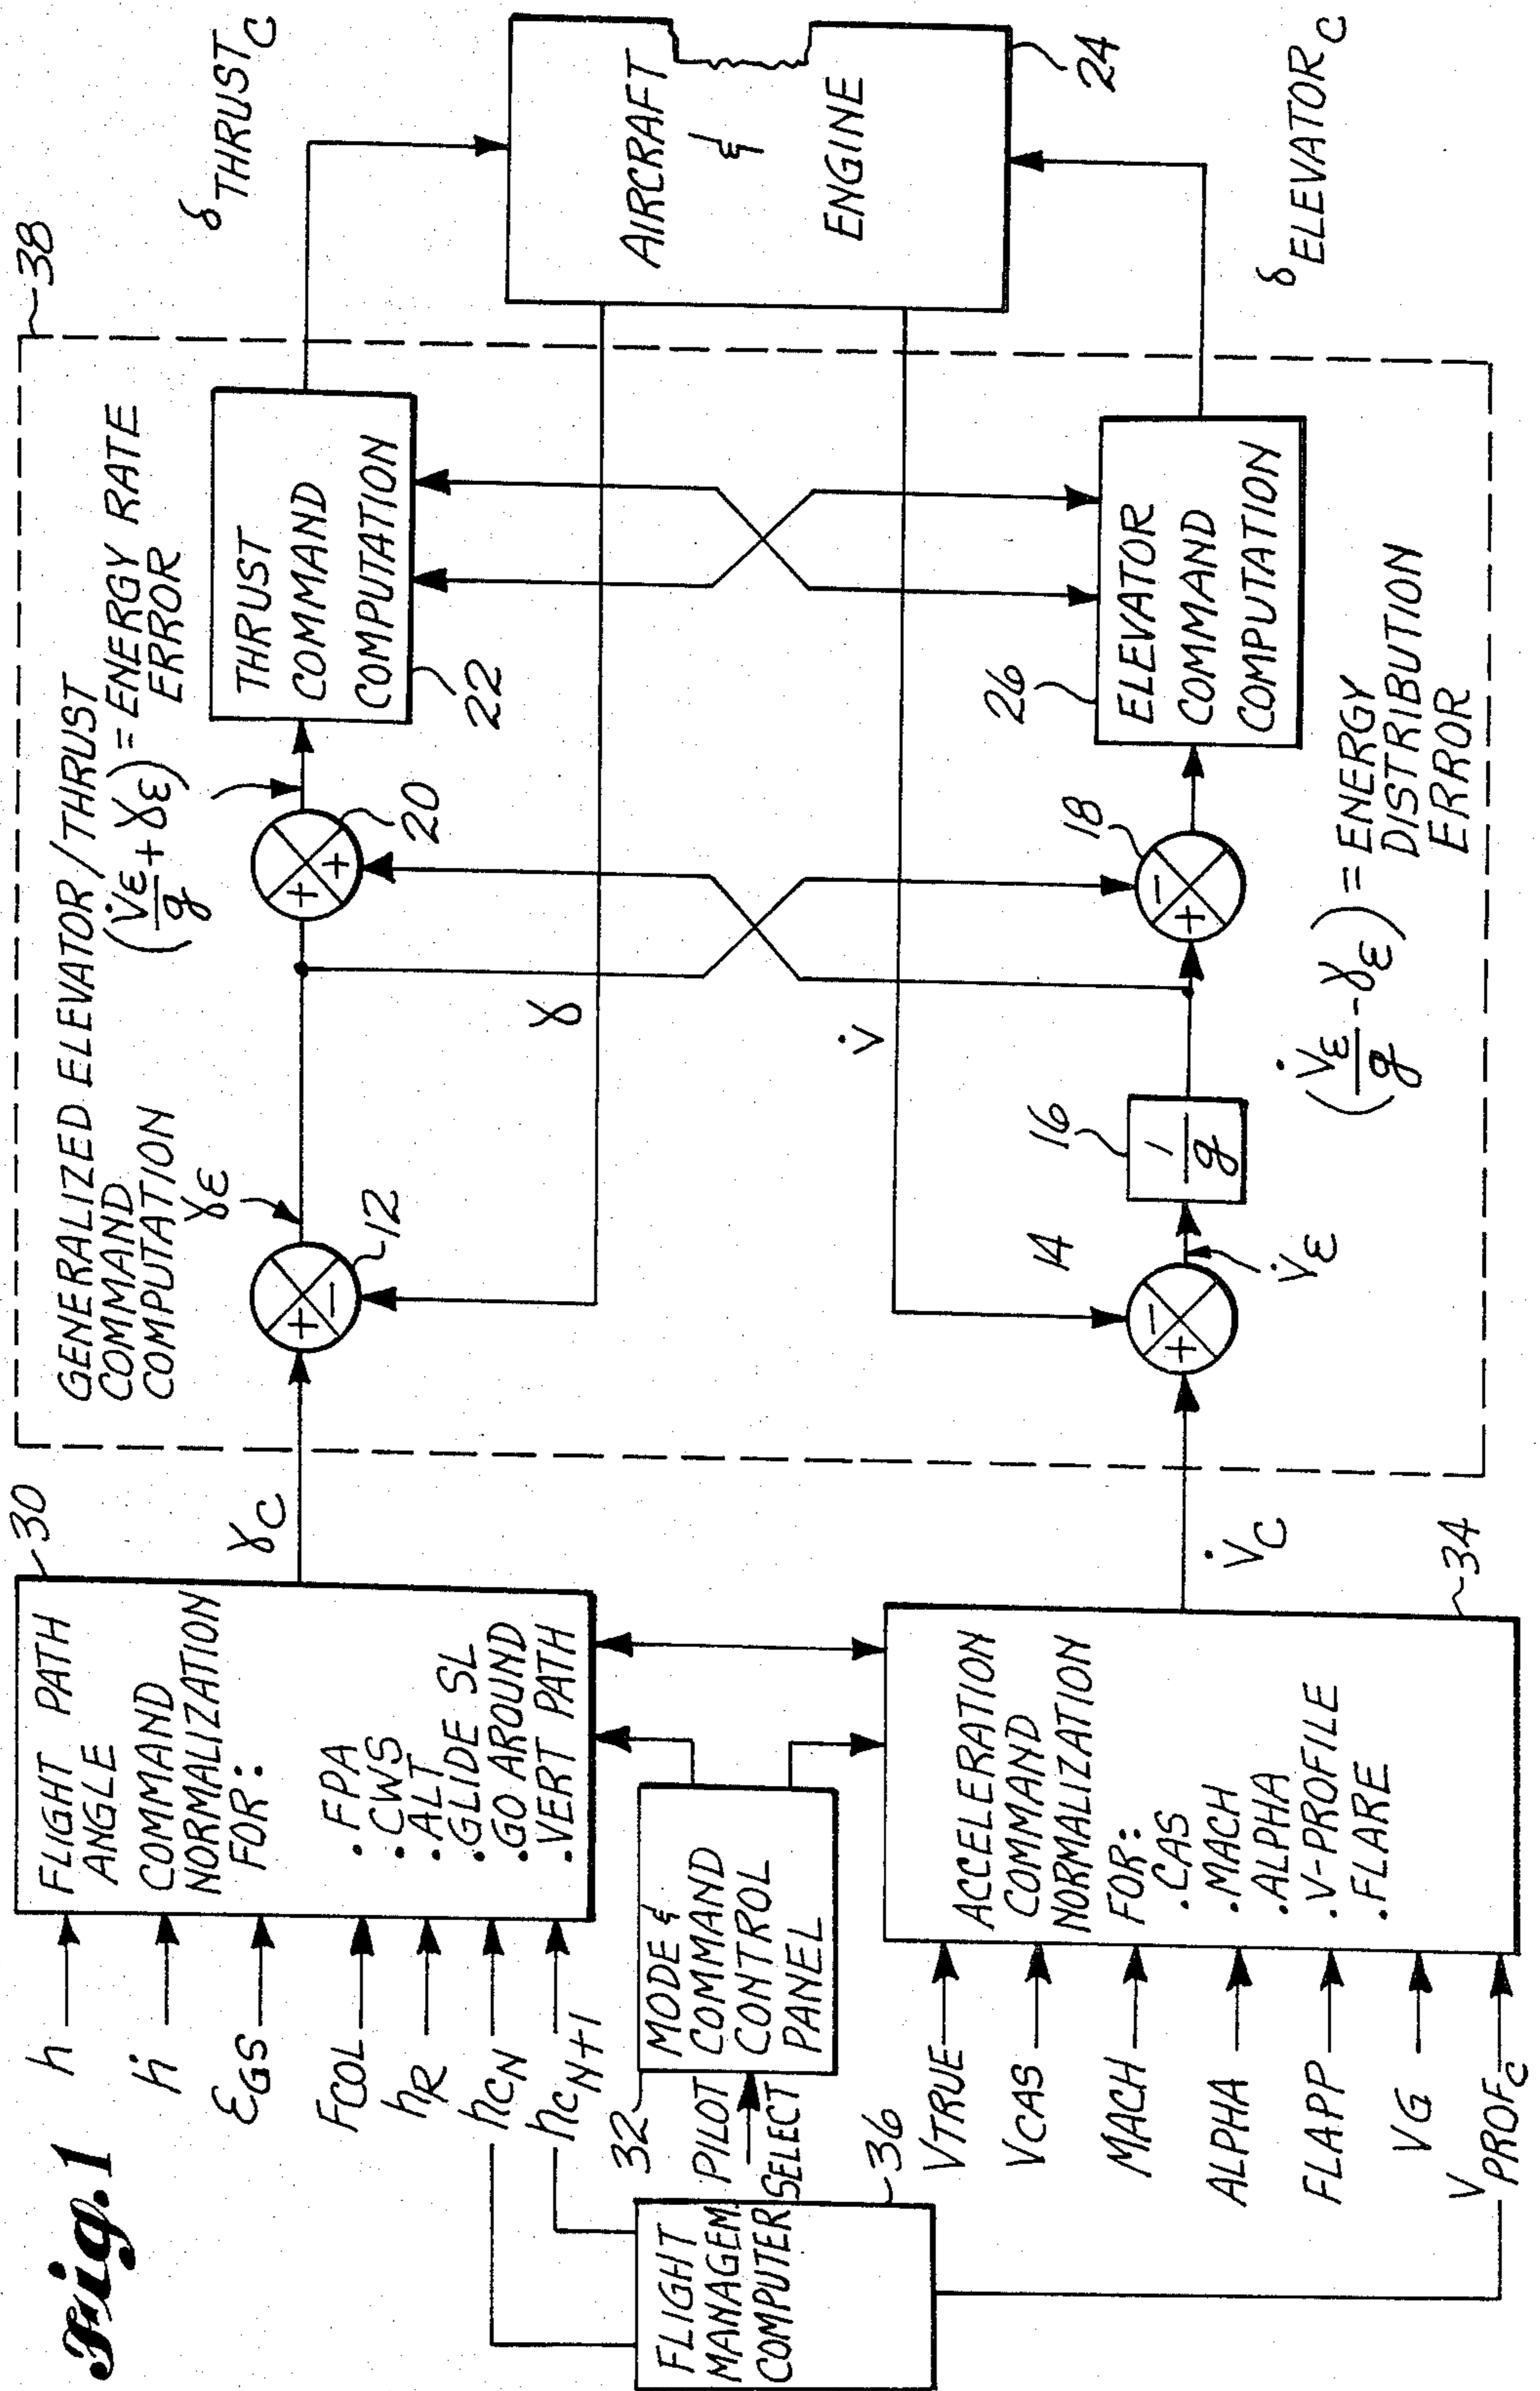 Fig. 1
h
ḣ
εGS
FCOL
hR
hCN
hCN+1
30
FLIGHT PATH
ANGLE
COMMAND
NORMALIZATION
FOR:
. FPA
. CWS
. ALT
. GLIDE SL
. GO AROUND
. VERT PATH
γC
38
GENERALIZED ELEVATOR/THRUST
COMMAND
COMPUTATION
γε
+
−
12
(V̇ε/g + γε) = ENERGY RATE
ERROR
+
+
20
THRUST
COMMAND
COMPUTATION
22
δTHRUSTC
γ
V̇
AIRCRAFT
&
ENGINE
24
FLIGHT
MANAGEM.
COMPUTER
36
PILOT
SELECT
32
MODE &
COMMAND
CONTROL
PANEL
VTRUE
VCAS
MACH
ALPHA
FLAPP
VG
VPROFC
ACCELERATION
COMMAND
NORMALIZATION
FOR:
. CAS
. MACH
. ALPHA
. V-PROFILE
. FLARE
34
V̇C
+
−
14
V̇ε
16
1/g
+
−
18
(V̇ε/g - γε) = ENERGY
DISTRIBUTION
ERROR
26
ELEVATOR
COMMAND
COMPUTATION
δELEVATORC